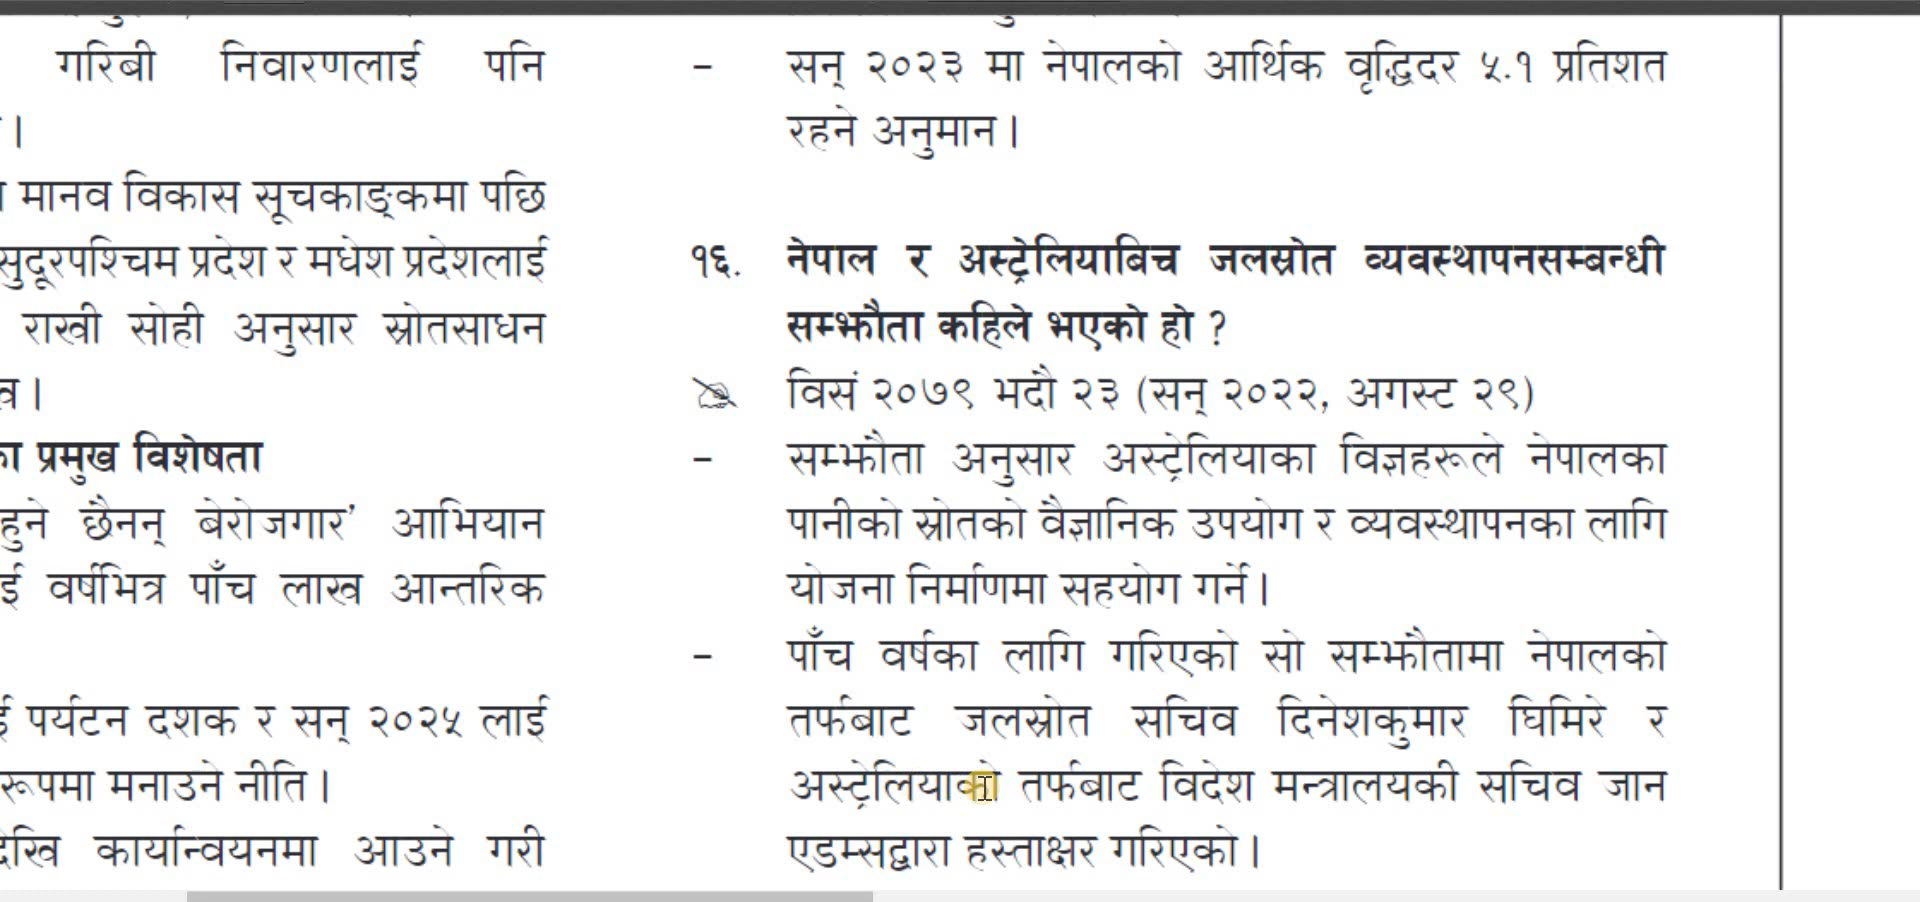 गरिबी निवारणलाई पनि
।
मानव विकास सूचकाङ्कमा पछि
सुदूरपश्चिम प्रदेश र मधेश प्रदेशलाई
राखी सोही अनुसार स्रोतसाधन
।
प्रमुख विशेषता
हुने छैनन् बेरोजगार’ आभियान
वर्षभित्र पाँच लाख आन्तरिक
पर्यटन दशक र सन् २०२५ लाई
रूपमा मनाउने नीति।
देखि कार्यान्वयनमा आउने गरी
– सन् २०२३ मा नेपालको आर्थिक वृद्धिदर ५.१ प्रतिशत
रहने अनुमान।
१६. नेपाल र अस्ट्रेलियाबिच जलस्रोत व्यवस्थापनसम्बन्धी
सम्झौता कहिले भएको हो ?
विसं २०७९ भदौ २३ (सन् २०२२, अगस्ट २९)
– सम्झौता अनुसार अस्ट्रेलियाका विज्ञहरूले नेपालका
पानीको स्रोतको वैज्ञानिक उपयोग र व्यवस्थापनका लागि
योजना निर्माणमा सहयोग गर्ने।
– पाँच वर्षका लागि गरिएको सो सम्झौतामा नेपालको
तर्फबाट जलस्रोत सचिव दिनेशकुमार घिमिरे र
अस्ट्रेलियाको तर्फबाट विदेश मन्त्रालयकी सचिव जान
एडम्सद्वारा हस्ताक्षर गरिएको।